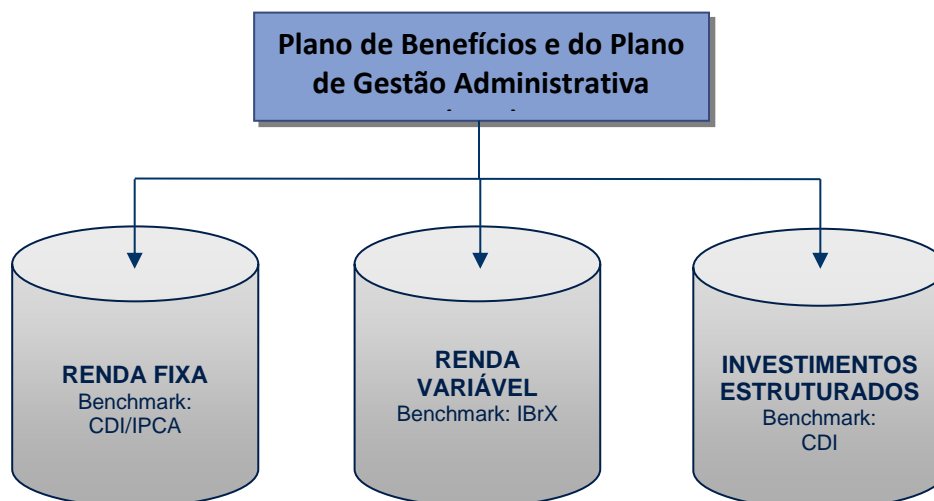 Plano de Benefícios e do Plano
de Gestão Administrativa
RENDA FIXA
Benchmark:
CDI/IPCA
RENDA
VARIÁVEL
Benchmark: IBrX
INVESTIMENTOS
ESTRUTURADOS
Benchmark:
CDI